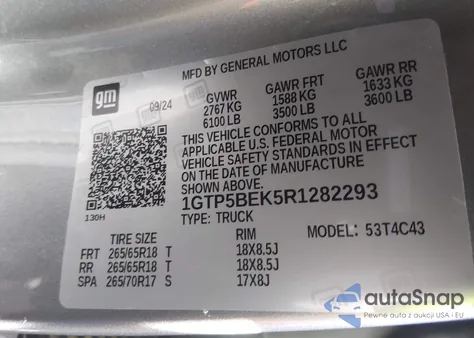 MFD BY GENERAL MOTORS LLC
gm
09/24
GVWR GAWR FRT GAWR RR
2767 KG 1588 KG 1633 KG
6100 LB 3500 LB 3600 LB
THIS VEHICLE CONFORMS TO ALL
APPLICABLE U.S. FEDERAL MOTOR
VEHICLE SAFETY STANDARDS IN EFFECT
ON THE DATE OF MANUFACTURE
SHOWN ABOVE.
1GTP5BEK5R1282293
TYPE: TRUCK
130H
MODEL: 53T4C43
TIRE SIZE RIM
FRT 265/65R18 T 18X8.5J
RR 265/65R18 T 18X8.5J
SPA 265/70R17 S 17X8J
autoSnap
Pewne auta z aukcji USA i EU